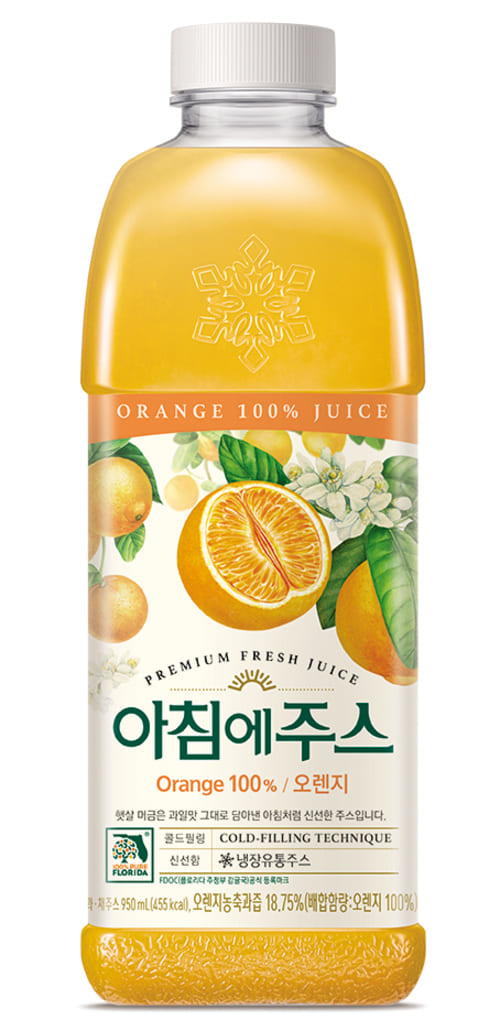 ORANGE 100% JUICE
PREMIUM FRESH JUICE
아침에주스
Orange 100% / 오렌지
햇살 머금은 과일맛 그대로 담아낸 아침처럼 신선한 주스입니다.
100% PURE
FLORIDA
콜드필링 COLD-FILLING TECHNIQUE
신선함 냉장유통주스
FDOC(플로리다 주정부 감귤국)공식 등록마크
주스 950 mL(455 kcal), 오렌지농축과즙 18.75%(배합함량:오렌지 100%)